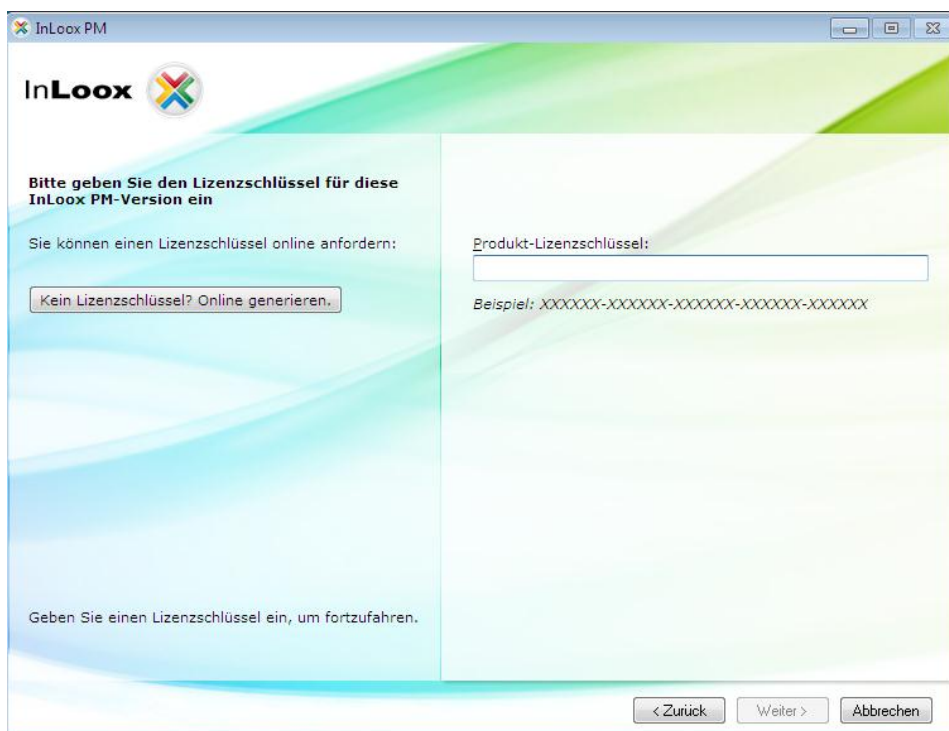 InLoox PM
InLoox
Bitte geben Sie den Lizenzschlüssel für diese
InLoox PM-Version ein
Sie können einen Lizenzschlüssel online anfordern:
Kein Lizenzschlüssel? Online generieren.
Geben Sie einen Lizenzschlüssel ein, um fortzufahren.
Produkt-Lizenzschlüssel:
Beispiel: XXXXXX-XXXXXX-XXXXXX-XXXXXX-XXXXXX
< Zurück
Weiter >
Abbrechen